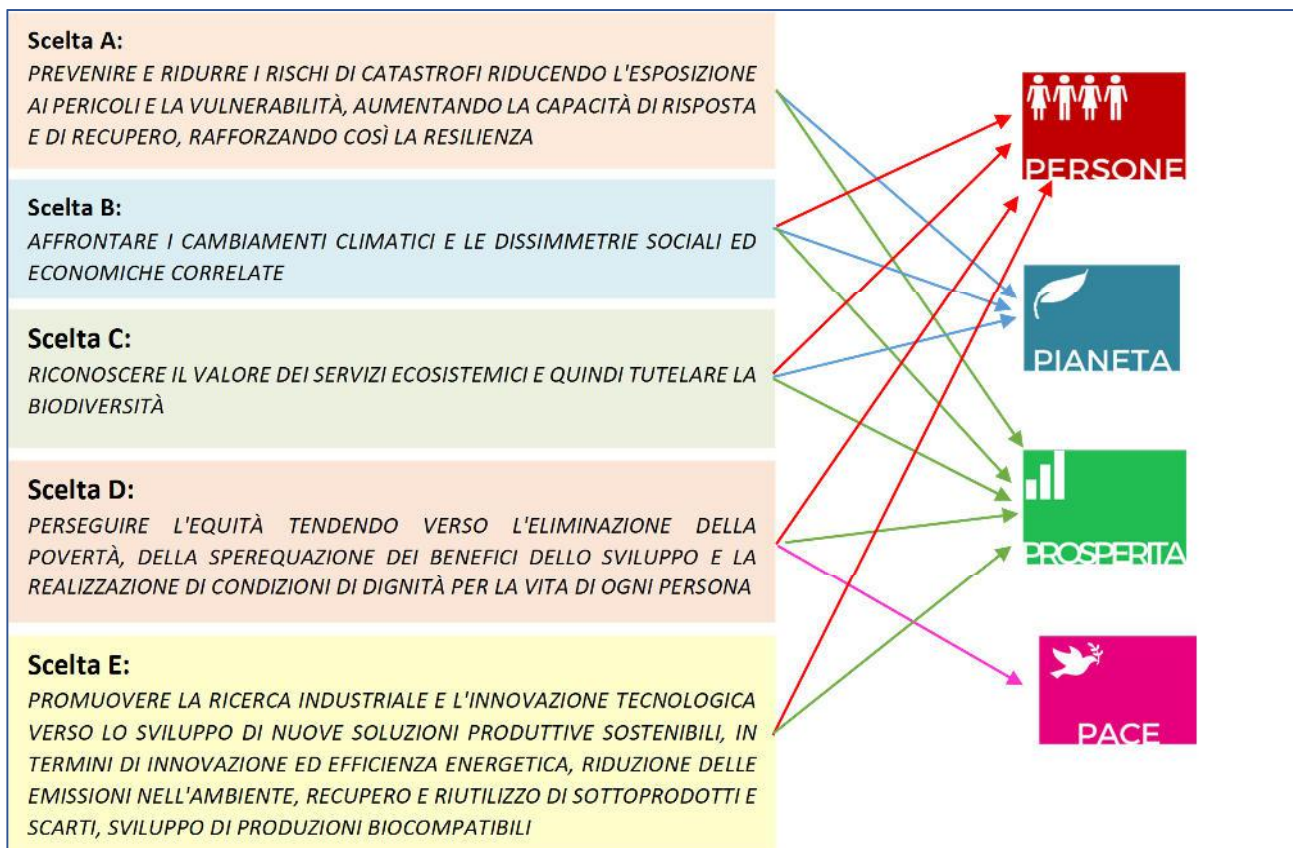 Scelta A:
PREVENIRE E RIDURRE I RISCHI DI CATASTROFI RIDUCENDO L'ESPOSIZIONE
AI PERICOLI E LA VULNERABILITÀ, AUMENTANDO LA CAPACITÀ DI RISPOSTA
E DI RECUPERO, RAFFORZANDO COSÌ LA RESILIENZA
Scelta B:
AFFRONTARE I CAMBIAMENTI CLIMATICI E LE DISSIMMETRIE SOCIALI ED
ECONOMICHE CORRELATE
Scelta C:
RICONOSCERE IL VALORE DEI SERVIZI ECOSISTEMICI E QUINDI TUTELARE LA
BIODIVERSITÀ
Scelta D:
PERSEGUIRE L'EQUITÀ TENDENDO VERSO L'ELIMINAZIONE DELLA
POVERTÀ, DELLA SPEREQUAZIONE DEI BENEFICI DELLO SVILUPPO E LA
REALIZZAZIONE DI CONDIZIONI DI DIGNITÀ PER LA VITA DI OGNI PERSONA
Scelta E:
PROMUOVERE LA RICERCA INDUSTRIALE E L'INNOVAZIONE TECNOLOGICA
VERSO LO SVILUPPO DI NUOVE SOLUZIONI PRODUTTIVE SOSTENIBILI, IN
TERMINI DI INNOVAZIONE ED EFFICIENZA ENERGETICA, RIDUZIONE DELLE
EMISSIONI NELL'AMBIENTE, RECUPERO E RIUTILIZZO DI SOTTOPRODOTTI E
SCARTI, SVILUPPO DI PRODUZIONI BIOCOMPATIBILI
PERSONE
PIANETA
PROSPERITA
PACE